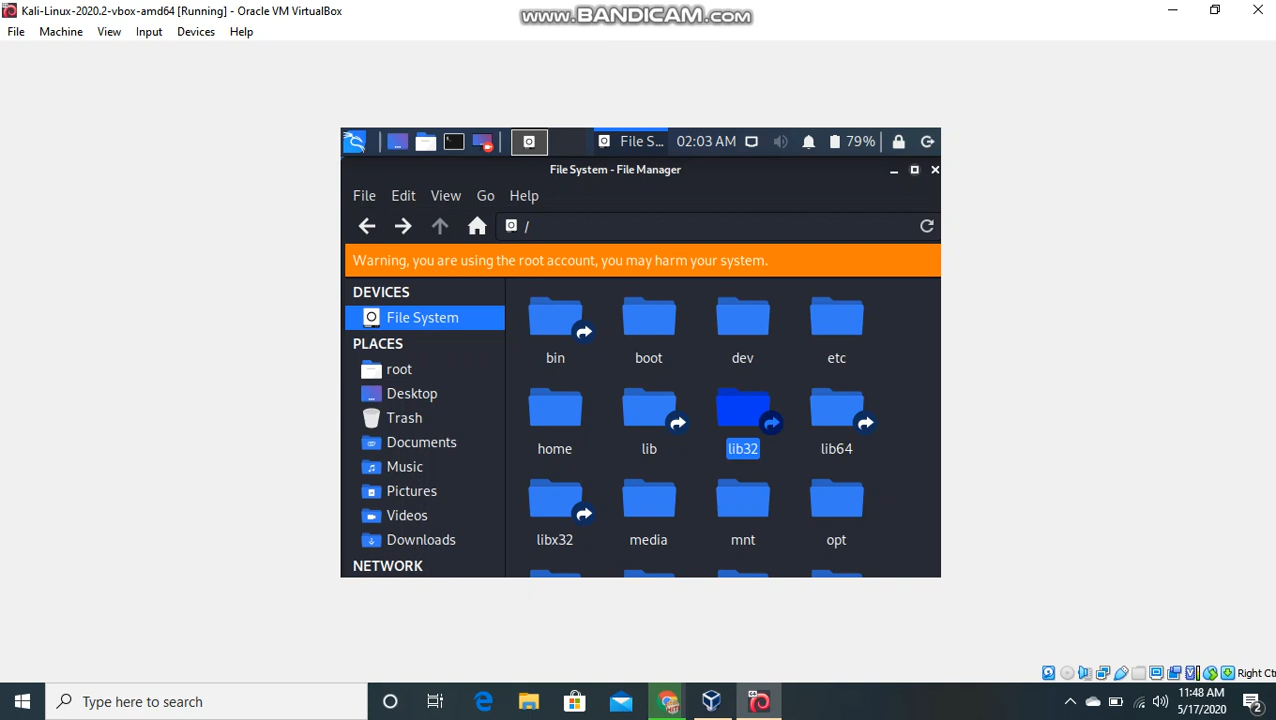 Kali-Linux-2020.2-vbox-amd64 [Running] - Oracle VM VirtualBox
www.BANDICAM.com
File Machine View Input Devices Help
File S... 02:03 AM 79%
File System - File Manager
File Edit View Go Help
/
Warning, you are using the root account, you may harm your system.
DEVICES
File System
PLACES
root
Desktop
Trash
Documents
Music
Pictures
Videos
Downloads
NETWORK
bin boot dev etc
home lib lib32 lib64
libx32 media mnt opt
Right Ctr
Type here to search
11:48 AM
5/17/2020
2